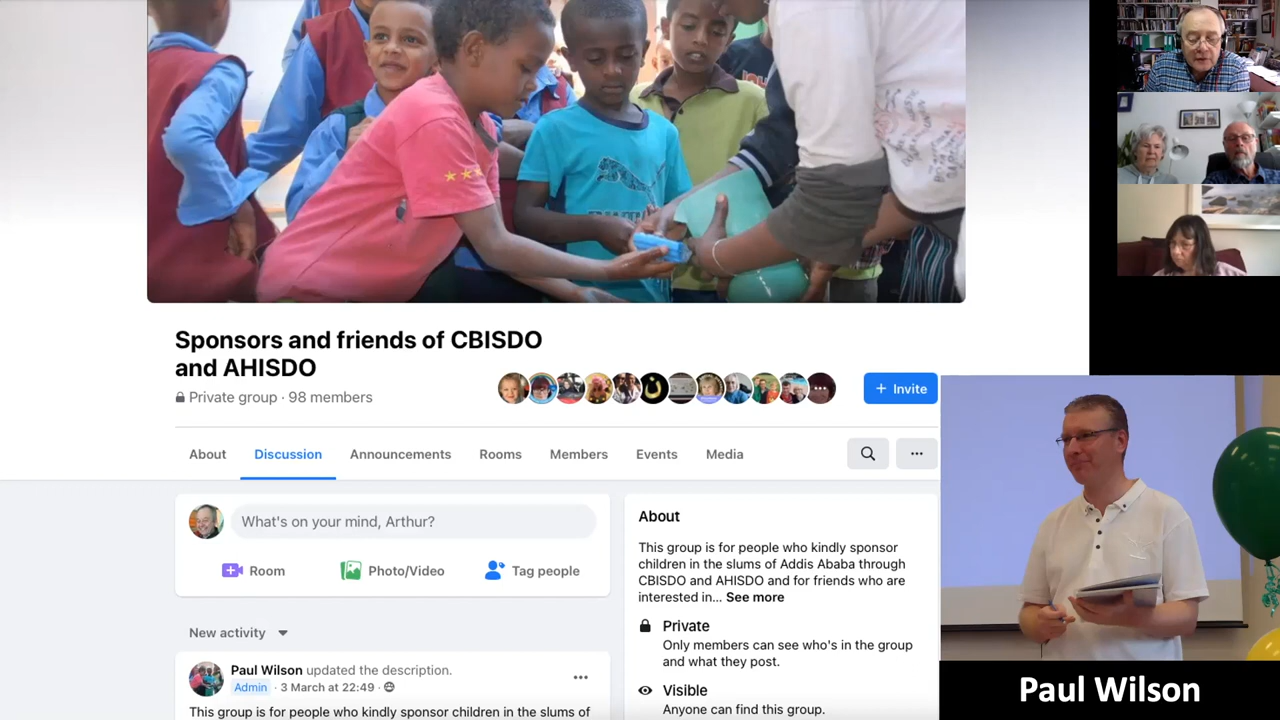 Sponsors and friends of CBISDO
and AHISDO
Private group · 98 members
+ Invite
About
Discussion
Announcements
Rooms
Members
Events
Media
What's on your mind, Arthur?
Room
Photo/Video
Tag people
New activity
Paul Wilson updated the description.
Admin · 3 March at 22:49 ·
This group is for people who kindly sponsor children in the slums of
About
This group is for people who kindly sponsor
children in the slums of Addis Ababa through
CBISDO and AHISDO and for friends who are
interested in... See more
Private
Only members can see who's in the group
and what they post.
Visible
Anyone can find this group.
Paul Wilson